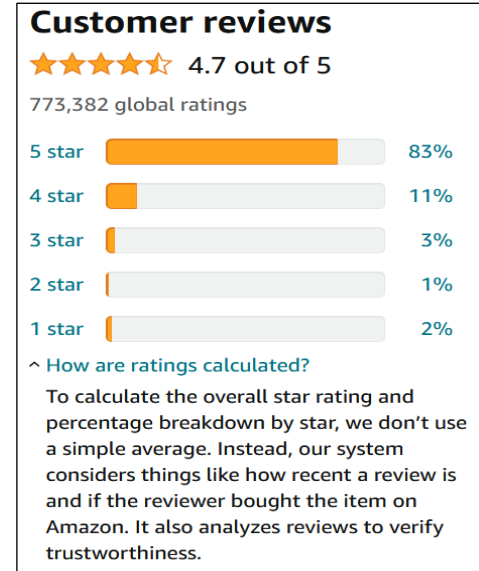 Customer reviews
4.7 out of 5
773,382 global ratings
5 star 83%
4 star 11%
3 star 3%
2 star 1%
1 star 2%
How are ratings calculated?
To calculate the overall star rating and
percentage breakdown by star, we don’t use
a simple average. Instead, our system
considers things like how recent a review is
and if the reviewer bought the item on
Amazon. It also analyzes reviews to verify
trustworthiness.